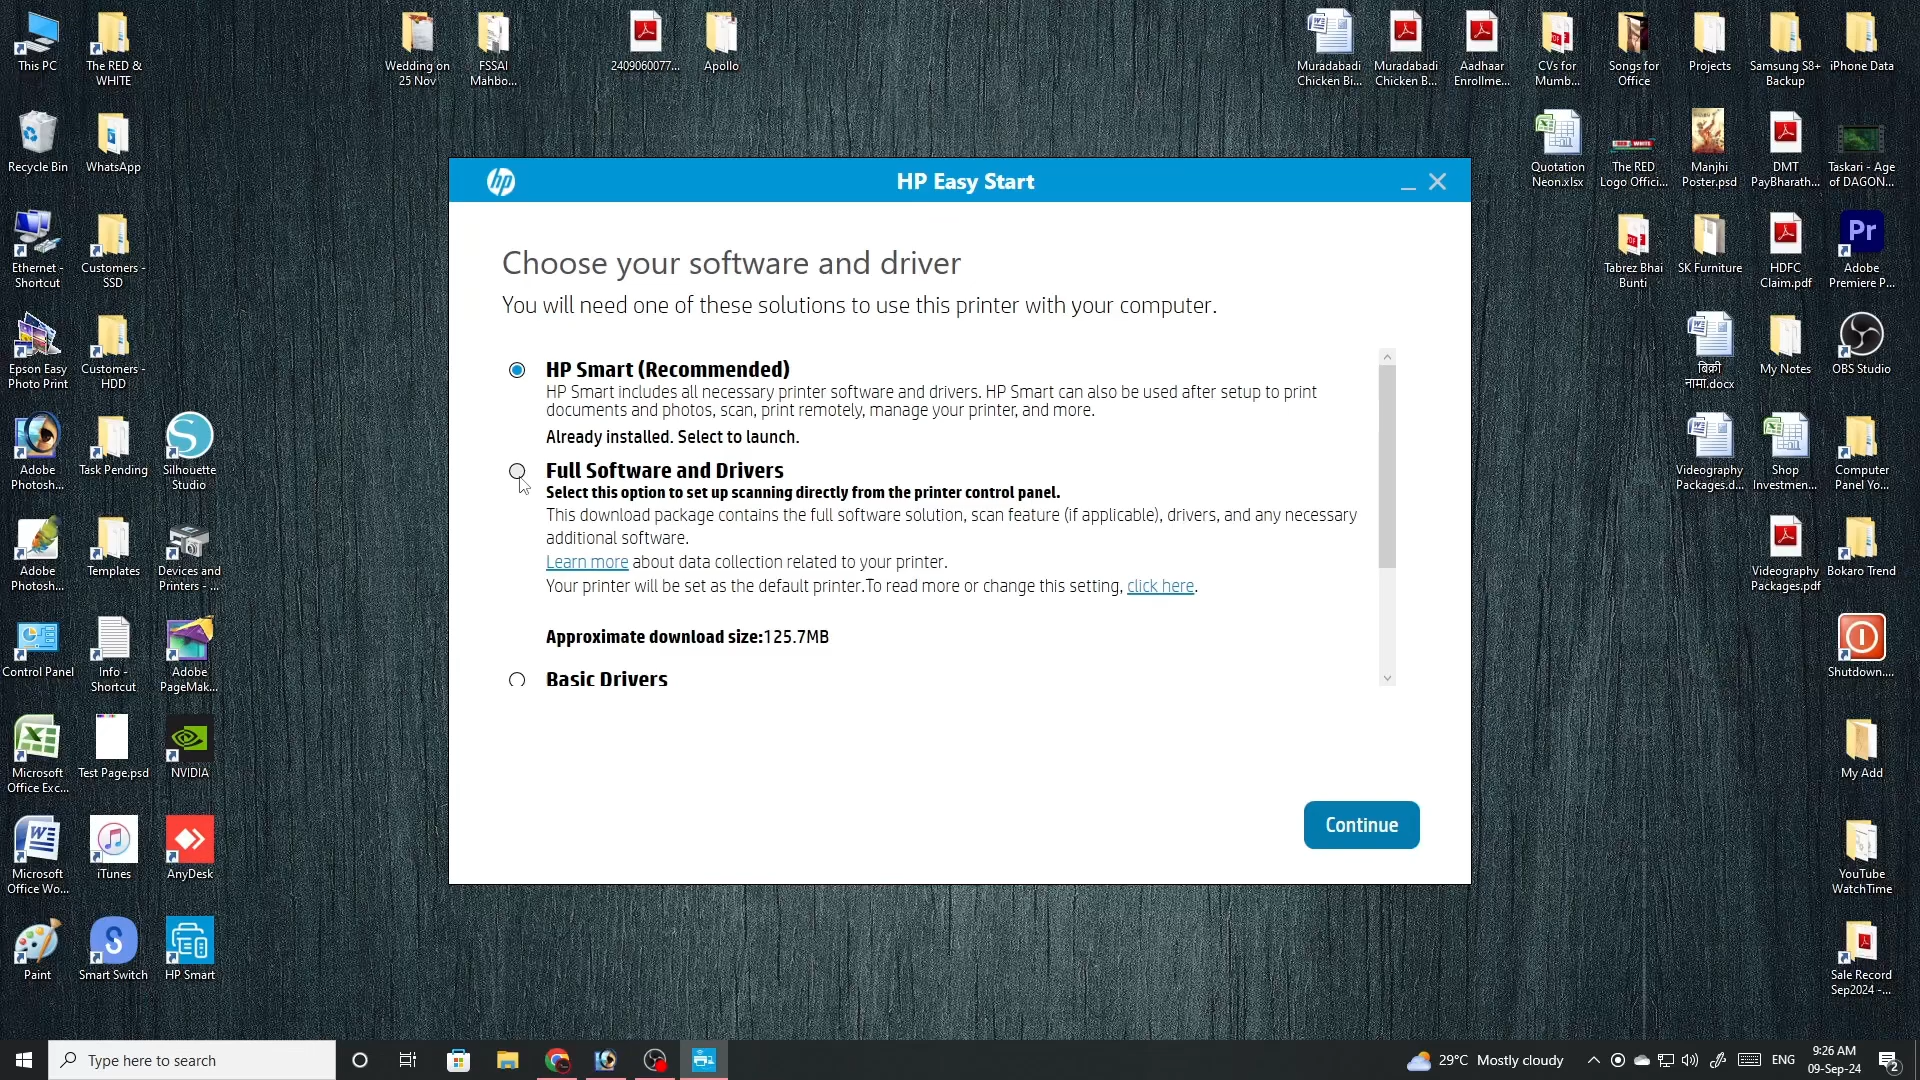 This PC
The RED &
WHITE
Wedding on
25 Nov
FSSAI
Mahbo...
2409060077...
Apollo
Muradabadi
Chicken Bi...
Muradabadi
Chicken B...
Aadhaar
Enrollme...
CVs for
Mumb...
Songs for
Office
Projects
Samsung S8+
Backup
iPhone Data
Recycle Bin
WhatsApp
Quotation
Neon.xlsx
The RED
Logo Offici...
Manjhi
Poster.psd
DMT
PayBharath...
Taskari - Age
of DAGON...
Ethernet -
Shortcut
Customers -
SSD
Tabrez Bhai
Bunti
SK Furniture
HDFC
Claim.pdf
Pr
Adobe
Premiere P...
Epson Easy
Photo Print
Customers -
HDD
बिक्री
नामा.docx
My Notes
OBS Studio
Adobe
Photosh...
Task Pending
Silhouette
Studio
Videography
Packages.d...
Shop
Investmen...
Computer
Panel Yo...
Adobe
Photosh...
Templates
Devices and
Printers - ...
Videography
Packages.pdf
Bokaro Trend
Control Panel
Info -
Shortcut
Adobe
PageMak...
Shutdown....
Microsoft
Office Exc...
Test Page.psd
NVIDIA
My Add
Microsoft
Office Wo...
iTunes
AnyDesk
YouTube
WatchTime
Paint
Smart Switch
HP Smart
Sale Record
Sep2024 -...
hp
HP Easy Start
Choose your software and driver
You will need one of these solutions to use this printer with your computer.
HP Smart (Recommended)
HP Smart includes all necessary printer software and drivers. HP Smart can also be used after setup to print
documents and photos, scan, print remotely, manage your printer, and more.
Already installed. Select to launch.
Full Software and Drivers
Select this option to set up scanning directly from the printer control panel.
This download package contains the full software solution, scan feature (if applicable), drivers, and any necessary
additional software.
Learn more about data collection related to your printer.
Your printer will be set as the default printer.To read more or change this setting, click here.
Approximate download size:125.7MB
Basic Drivers
Continue
Type here to search
29°C Mostly cloudy
ENG
9:26 AM
09-Sep-24
2